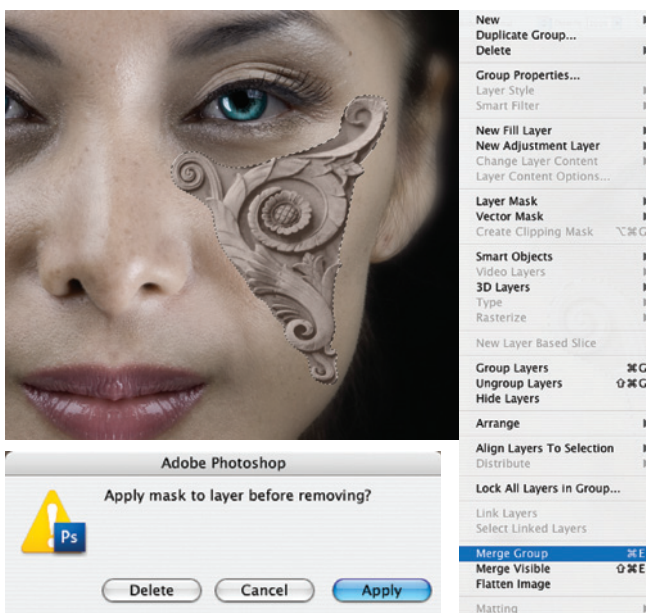 New
Duplicate Group...
Delete
Group Properties...
Layer Style
Smart Filter
New Fill Layer
New Adjustment Layer
Change Layer Content
Layer Content Options...
Layer Mask
Vector Mask
Create Clipping Mask ⌥⌘G
Smart Objects
Video Layers
3D Layers
Type
Rasterize
New Layer Based Slice
Group Layers ⌘G
Ungroup Layers ⇧⌘G
Hide Layers
Arrange
Align Layers To Selection
Distribute
Lock All Layers in Group...
Link Layers
Select Linked Layers
Merge Group ⌘E
Merge Visible ⇧⌘E
Flatten Image
Matting
Adobe Photoshop
Apply mask to layer before removing?
Ps
Delete Cancel Apply